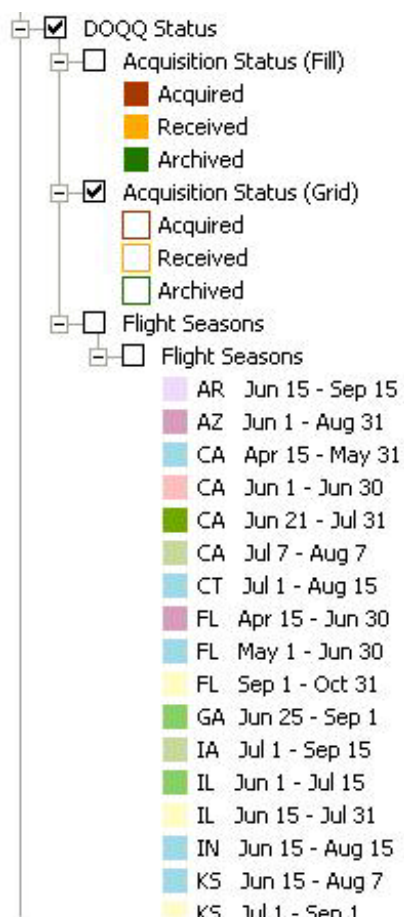 DOQQ Status
Acquisition Status (Fill)
Acquired
Received
Archived
Acquisition Status (Grid)
Acquired
Received
Archived
Flight Seasons
Flight Seasons
AR Jun 15 - Sep 15
AZ Jun 1 - Aug 31
CA Apr 15 - May 31
CA Jun 1 - Jun 30
CA Jun 21 - Jul 31
CA Jul 7 - Aug 7
CT Jul 1 - Aug 15
FL Apr 15 - Jun 30
FL May 1 - Jun 30
FL Sep 1 - Oct 31
GA Jun 25 - Sep 1
IA Jul 1 - Sep 15
IL Jun 1 - Jul 15
IL Jun 15 - Jul 31
IN Jun 15 - Aug 15
KS Jun 15 - Aug 7
KS Jul 1 - Sep 1